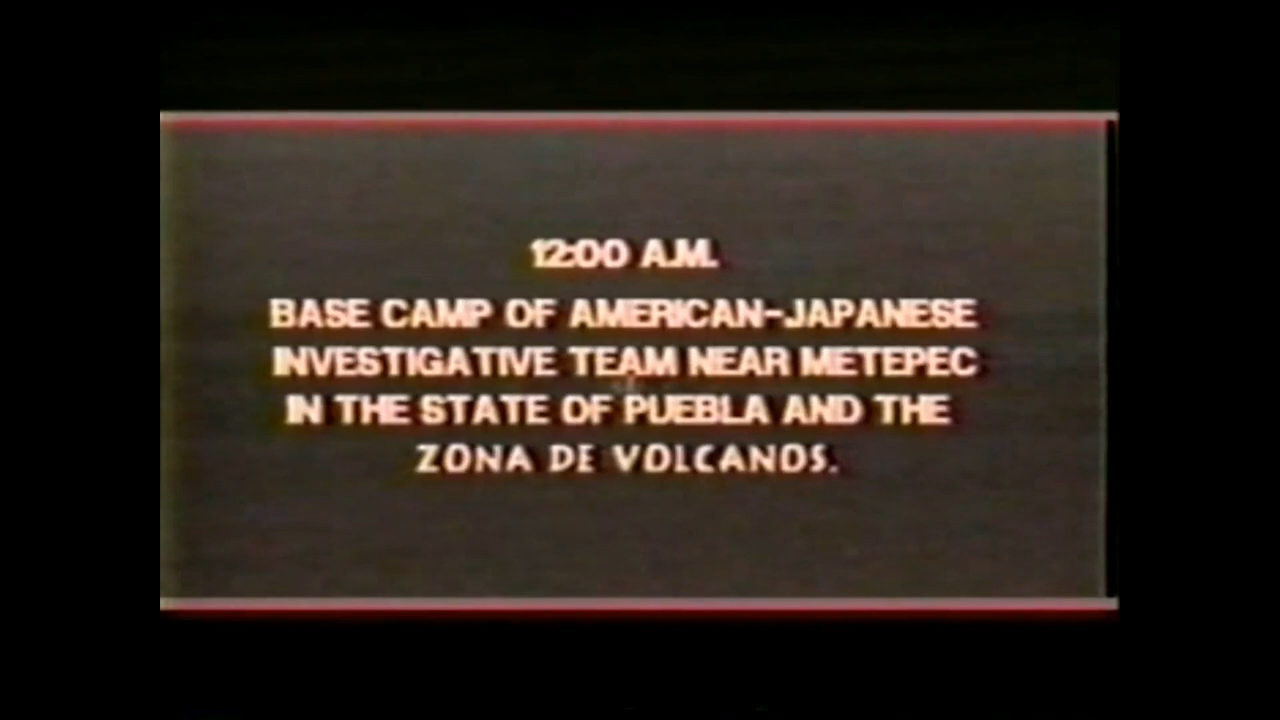 12:00 A.M.
BASE CAMP OF AMERICAN-JAPANESE
INVESTIGATIVE TEAM NEAR METEPEC
IN THE STATE OF PUEBLA AND THE
ZONA DE VOLCANOS.